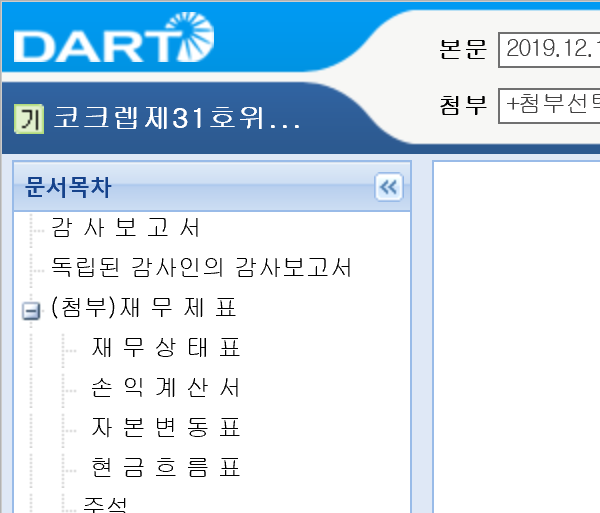 DART
본문 2019.12.1
첨부 +첨부선택
기 코크렙제31호위...
문서목차
감 사 보 고 서
독립된 감사인의 감사보고서
(첨부)재 무 제 표
재 무 상 태 표
손 익 계 산 서
자 본 변 동 표
현 금 흐 름 표
주석